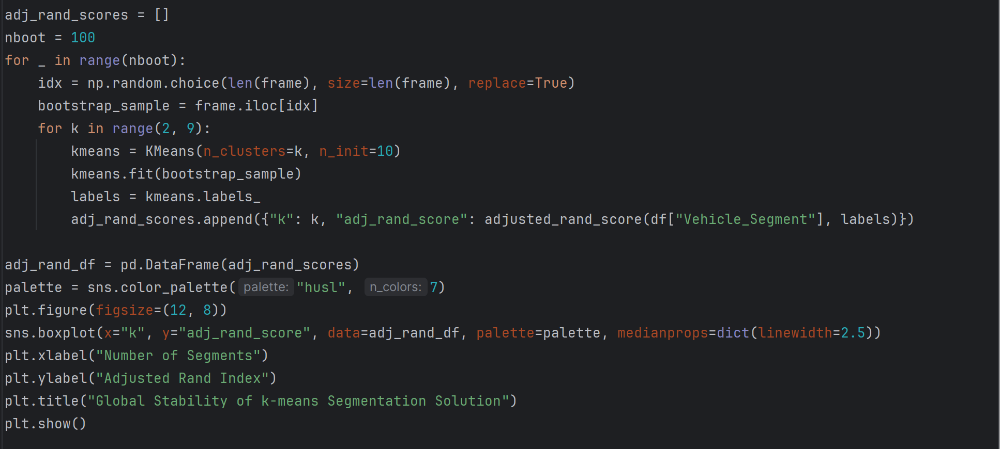 adj_rand_scores = []
nboot = 100
for _ in range(nboot):
    idx = np.random.choice(len(frame), size=len(frame), replace=True)
    bootstrap_sample = frame.iloc[idx]
    for k in range(2, 9):
        kmeans = KMeans(n_clusters=k, n_init=10)
        kmeans.fit(bootstrap_sample)
        labels = kmeans.labels_
        adj_rand_scores.append({"k": k, "adj_rand_score": adjusted_rand_score(df["Vehicle_Segment"], labels)})

adj_rand_df = pd.DataFrame(adj_rand_scores)
palette = sns.color_palette( palette: "husl", n_colors: 7)
plt.figure(figsize=(12, 8))
sns.boxplot(x="k", y="adj_rand_score", data=adj_rand_df, palette=palette, medianprops=dict(linewidth=2.5))
plt.xlabel("Number of Segments")
plt.ylabel("Adjusted Rand Index")
plt.title("Global Stability of k-means Segmentation Solution")
plt.show()